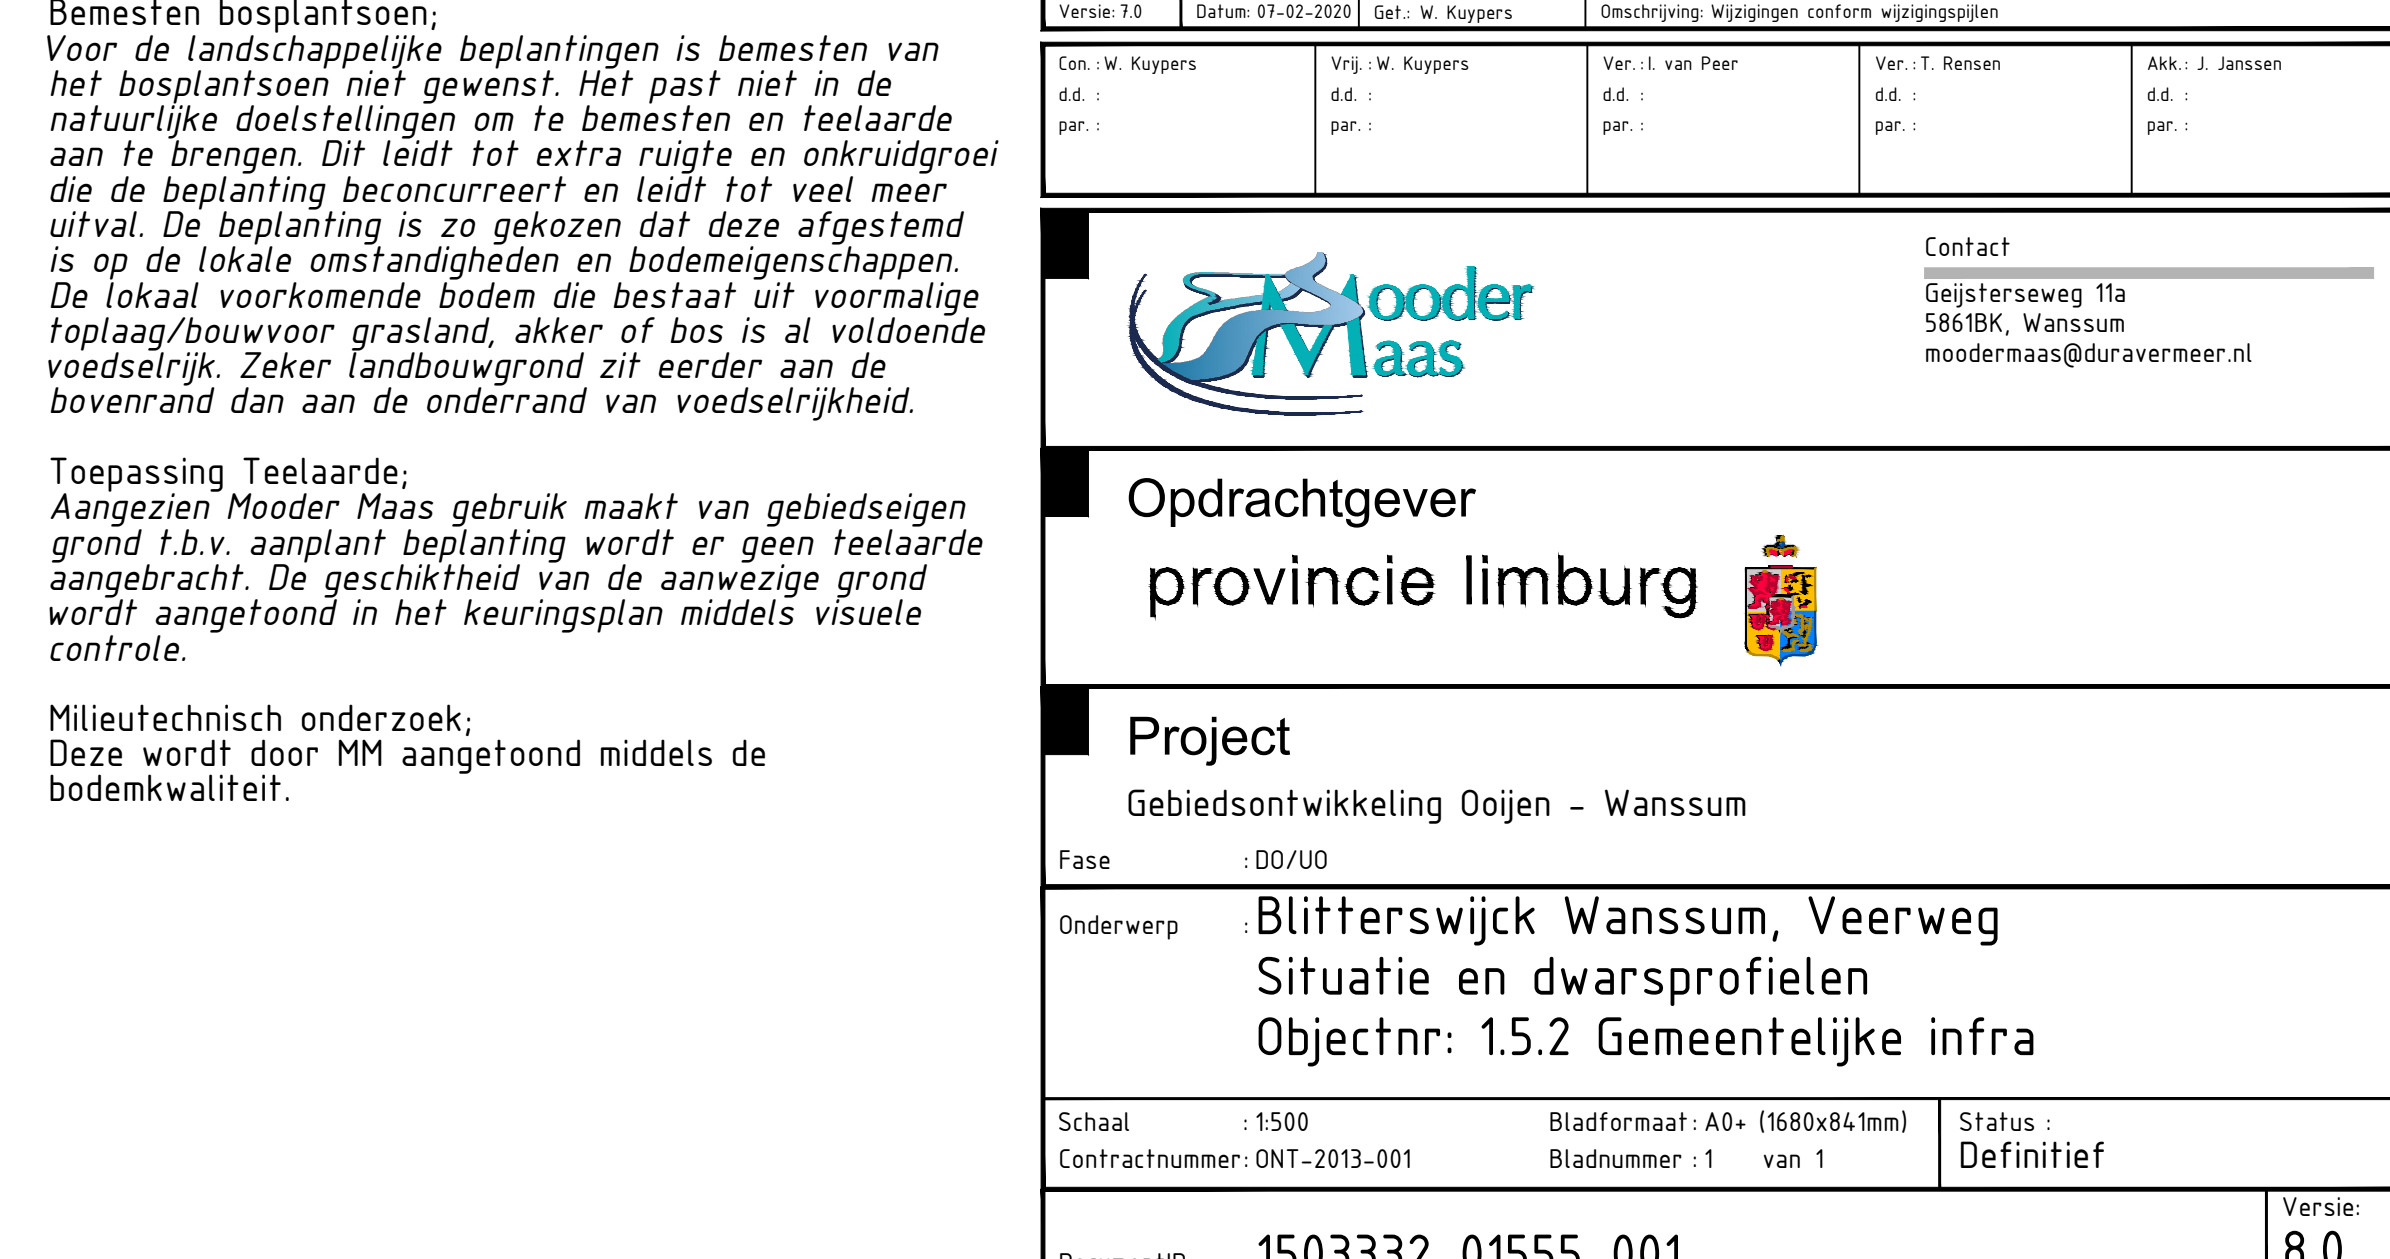 Bemesten bosplantsoen;
Voor de landschappelijke beplantingen is bemesten van
het bosplantsoen niet gewenst. Het past niet in de
natuurlijke doelstellingen om te bemesten en teelaarde
aan te brengen. Dit leidt tot extra ruigte en onkruidgroei
die de beplanting beconcurreert en leidt tot veel meer
uitval. De beplanting is zo gekozen dat deze afgestemd
is op de lokale omstandigheden en bodemeigenschappen.
De lokaal voorkomende bodem die bestaat uit voormalige
toplaag/bouwvoor grasland, akker of bos is al voldoende
voedselrijk. Zeker landbouwgrond zit eerder aan de
bovenrand dan aan de onderrand van voedselrijkheid.
Toepassing Teelaarde;
Aangezien Mooder Maas gebruik maakt van gebiedseigen
grond t.b.v. aanplant beplanting wordt er geen teelaarde
aangebracht. De geschiktheid van de aanwezige grond
wordt aangetoond in het keuringsplan middels visuele
controle.
Milieutechnisch onderzoek;
Deze wordt door MM aangetoond middels de
bodemkwaliteit.
Versie: 7.0 Datum: 07-02-2020 Get.: W. Kuypers Omschrijving: Wijzigingen conform wijzigingspijlen
Con. : W. Kuypers Vrij. : W. Kuypers Ver. : I. van Peer Ver. : T. Rensen Akk.: J. Janssen
d.d. : d.d. : d.d. : d.d. : d.d. :
par. : par. : par. : par. : par. :
Mooder
Maas
Contact
Geijsterseweg 11a
5861BK, Wanssum
moodermaas@duravermeer.nl
Opdrachtgever
provincie limburg
Project
Gebiedsontwikkeling Ooijen - Wanssum
Fase : DO/UO
Onderwerp : Blitterswijck Wanssum, Veerweg
Situatie en dwarsprofielen
Objectnr: 1.5.2 Gemeentelijke infra
Schaal : 1:500 Bladformaat : A0+ (1680x841mm) Status :
Contractnummer: ONT-2013-001 Bladnummer : 1 van 1 Definitief
Versie:
1503332 01555 001 8.0